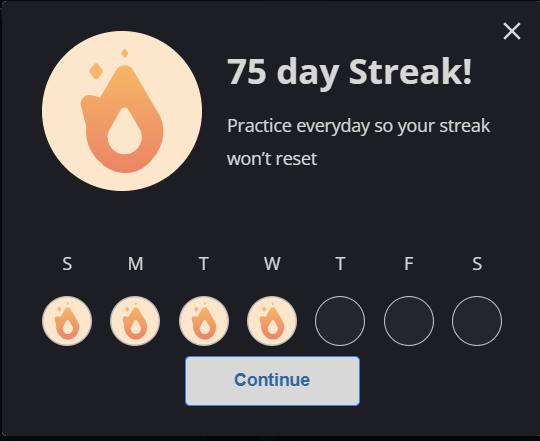 75 day Streak!
Practice everyday so your streak
won't reset
S M T W T F S
Continue